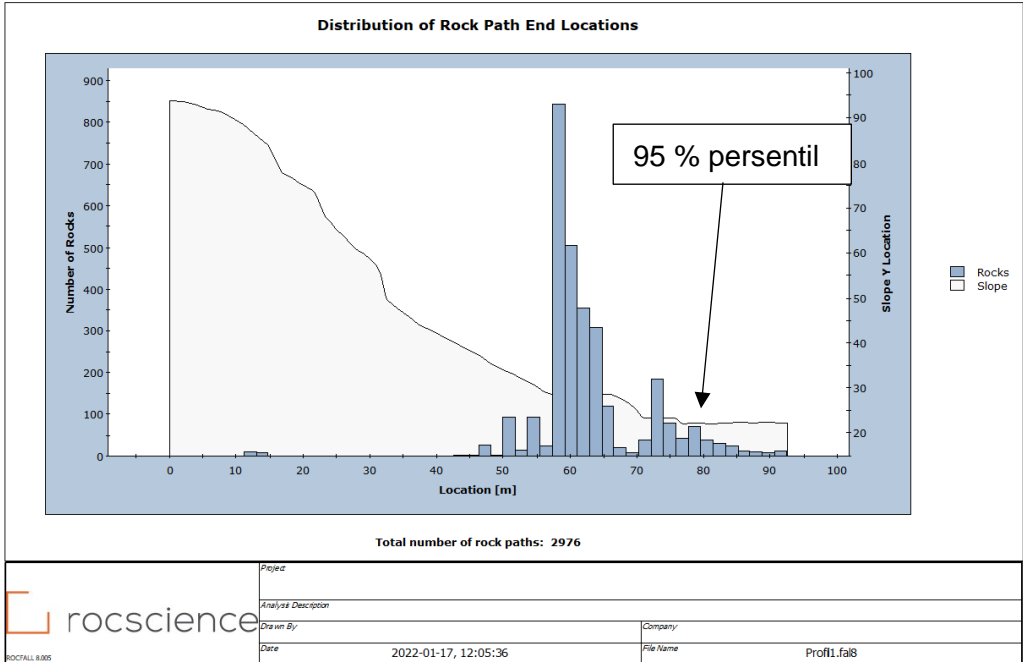 Distribution of Rock Path End Locations
900
800
700
600
500
400
300
200
100
0
Number of Rocks
0 10 20 30 40 50 60 70 80 90 100
Location [m]
100
90
80
70
60
50
40
30
20
Slope Y Location
95 % persentil
Rocks
Slope
Total number of rock paths: 2976
rocscience
ROCFALL 8.005
Project
Analysis Description
Drawn By
Company
Date
2022-01-17, 12:05:36
File Name
Profil1.fal8